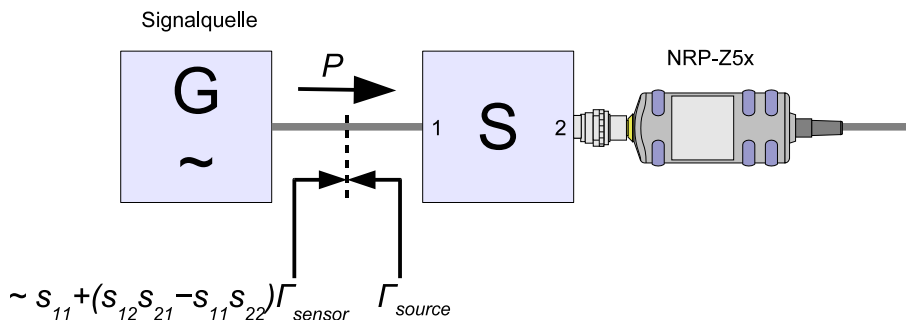 Signalquelle
NRP-Z5x
P
G
~
1
S
2
~ s11+(s12s21−s11s22)Γsensor
Γsource